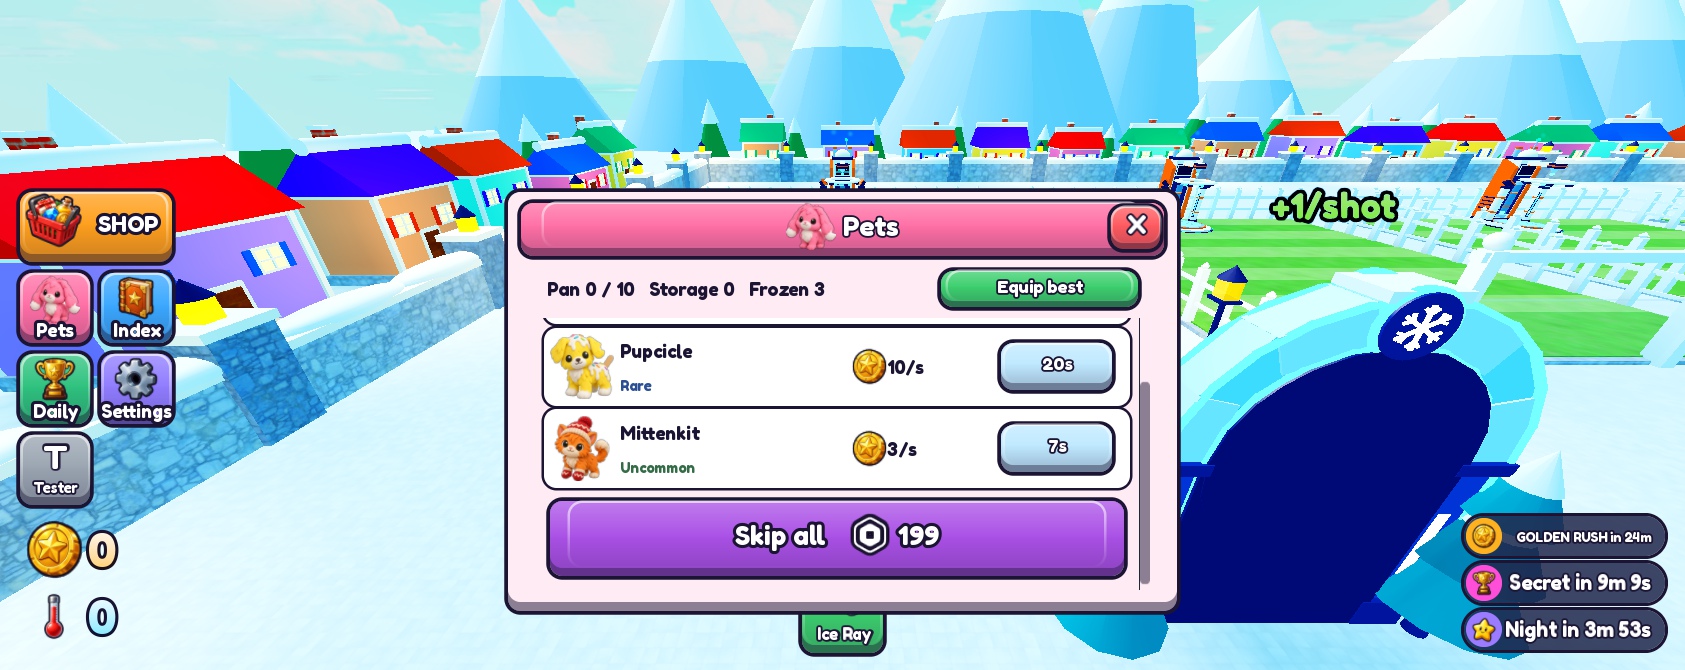 SHOP
Pets
Index
Daily
Settings
T
Tester
0
0
Pets
Pan 0 / 10 Storage 0 Frozen 3
Equip best
Pupcicle
Rare
10/s
20s
Mittenkit
Uncommon
3/s
7s
Skip all 199
Ice Ray
+1/shot
GOLDEN RUSH in 24m
Secret in 9m 9s
Night in 3m 53s